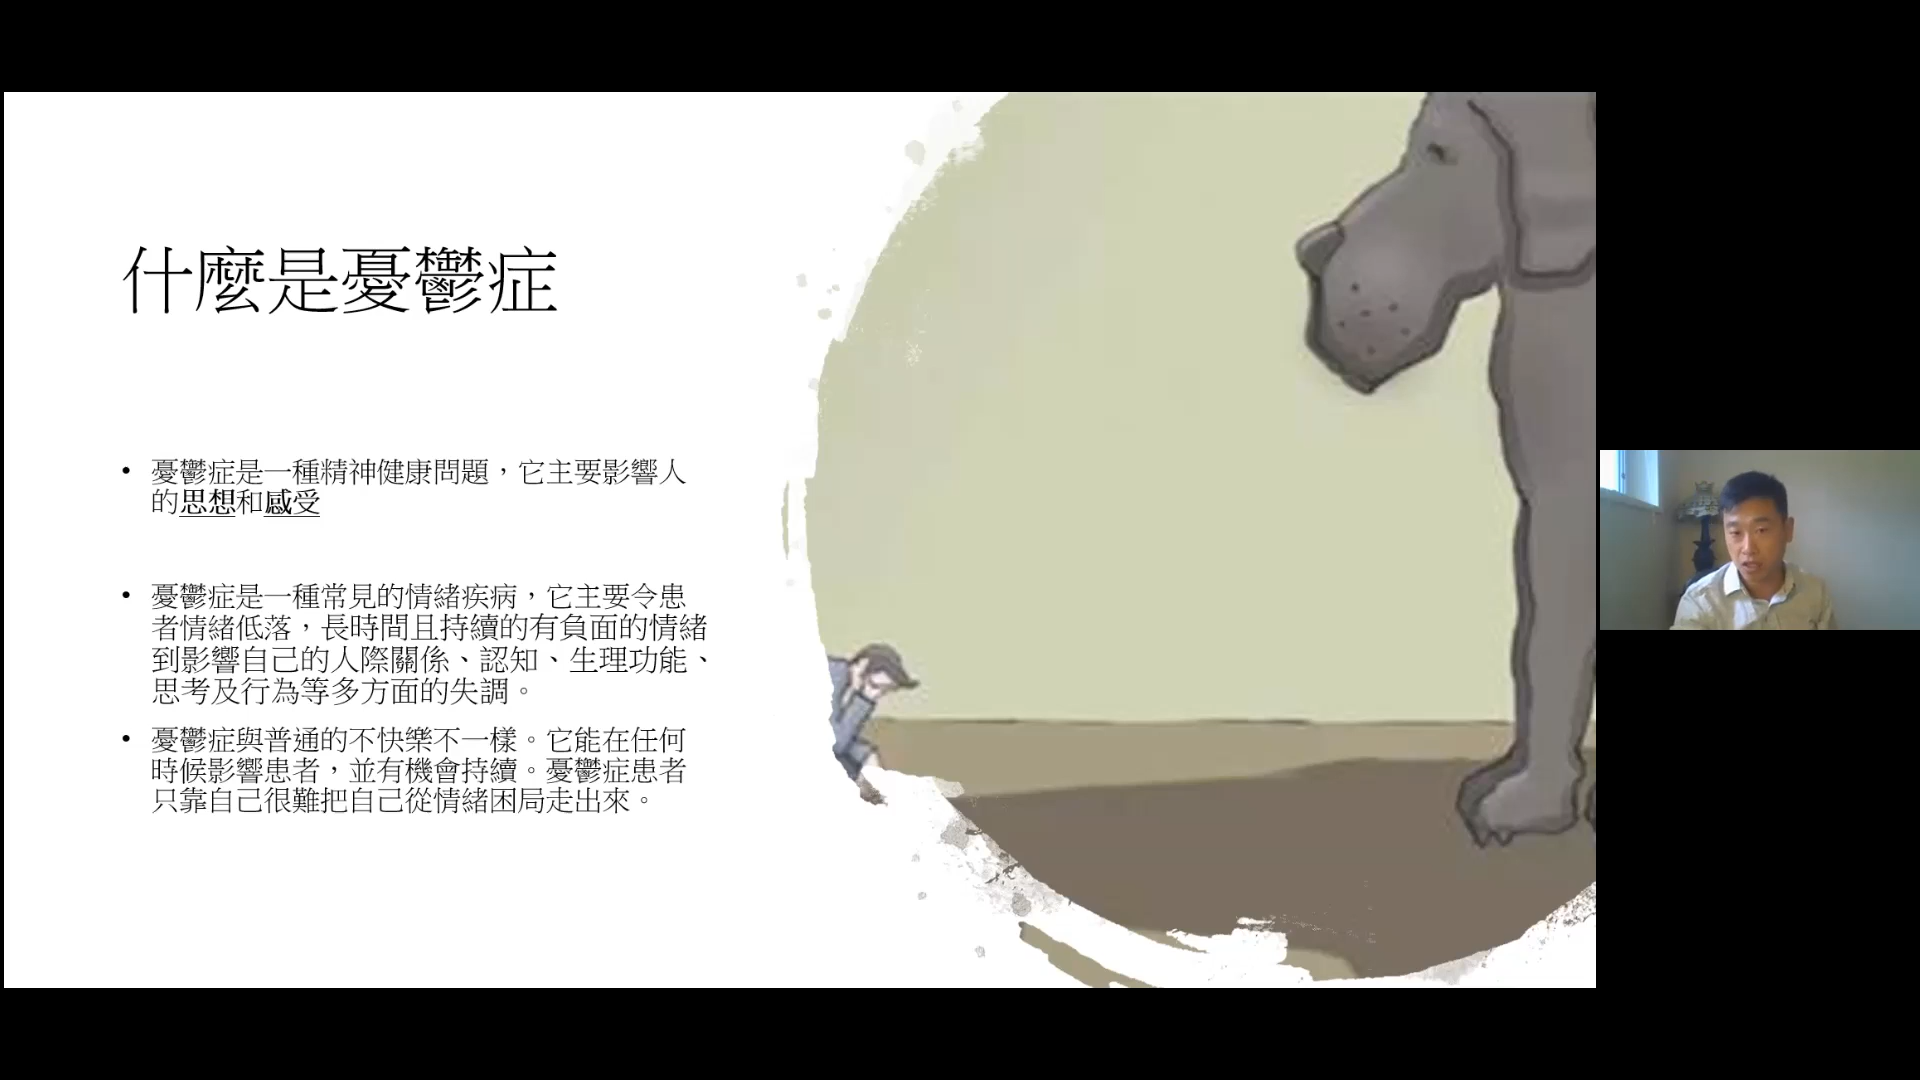 什麼是憂鬱症
• 憂鬱症是一種精神健康問題，它主要影響人
的思想和感受
• 憂鬱症是一種常見的情緒疾病，它主要令患
者情緒低落，長時間且持續的有負面的情緒
到影響自己的人際關係、認知、生理功能、
思考及行為等多方面的失調。
• 憂鬱症與普通的不快樂不一樣。它能在任何
時候影響患者，並有機會持續。憂鬱症患者
只靠自己很難把自己從情緒困局走出來。